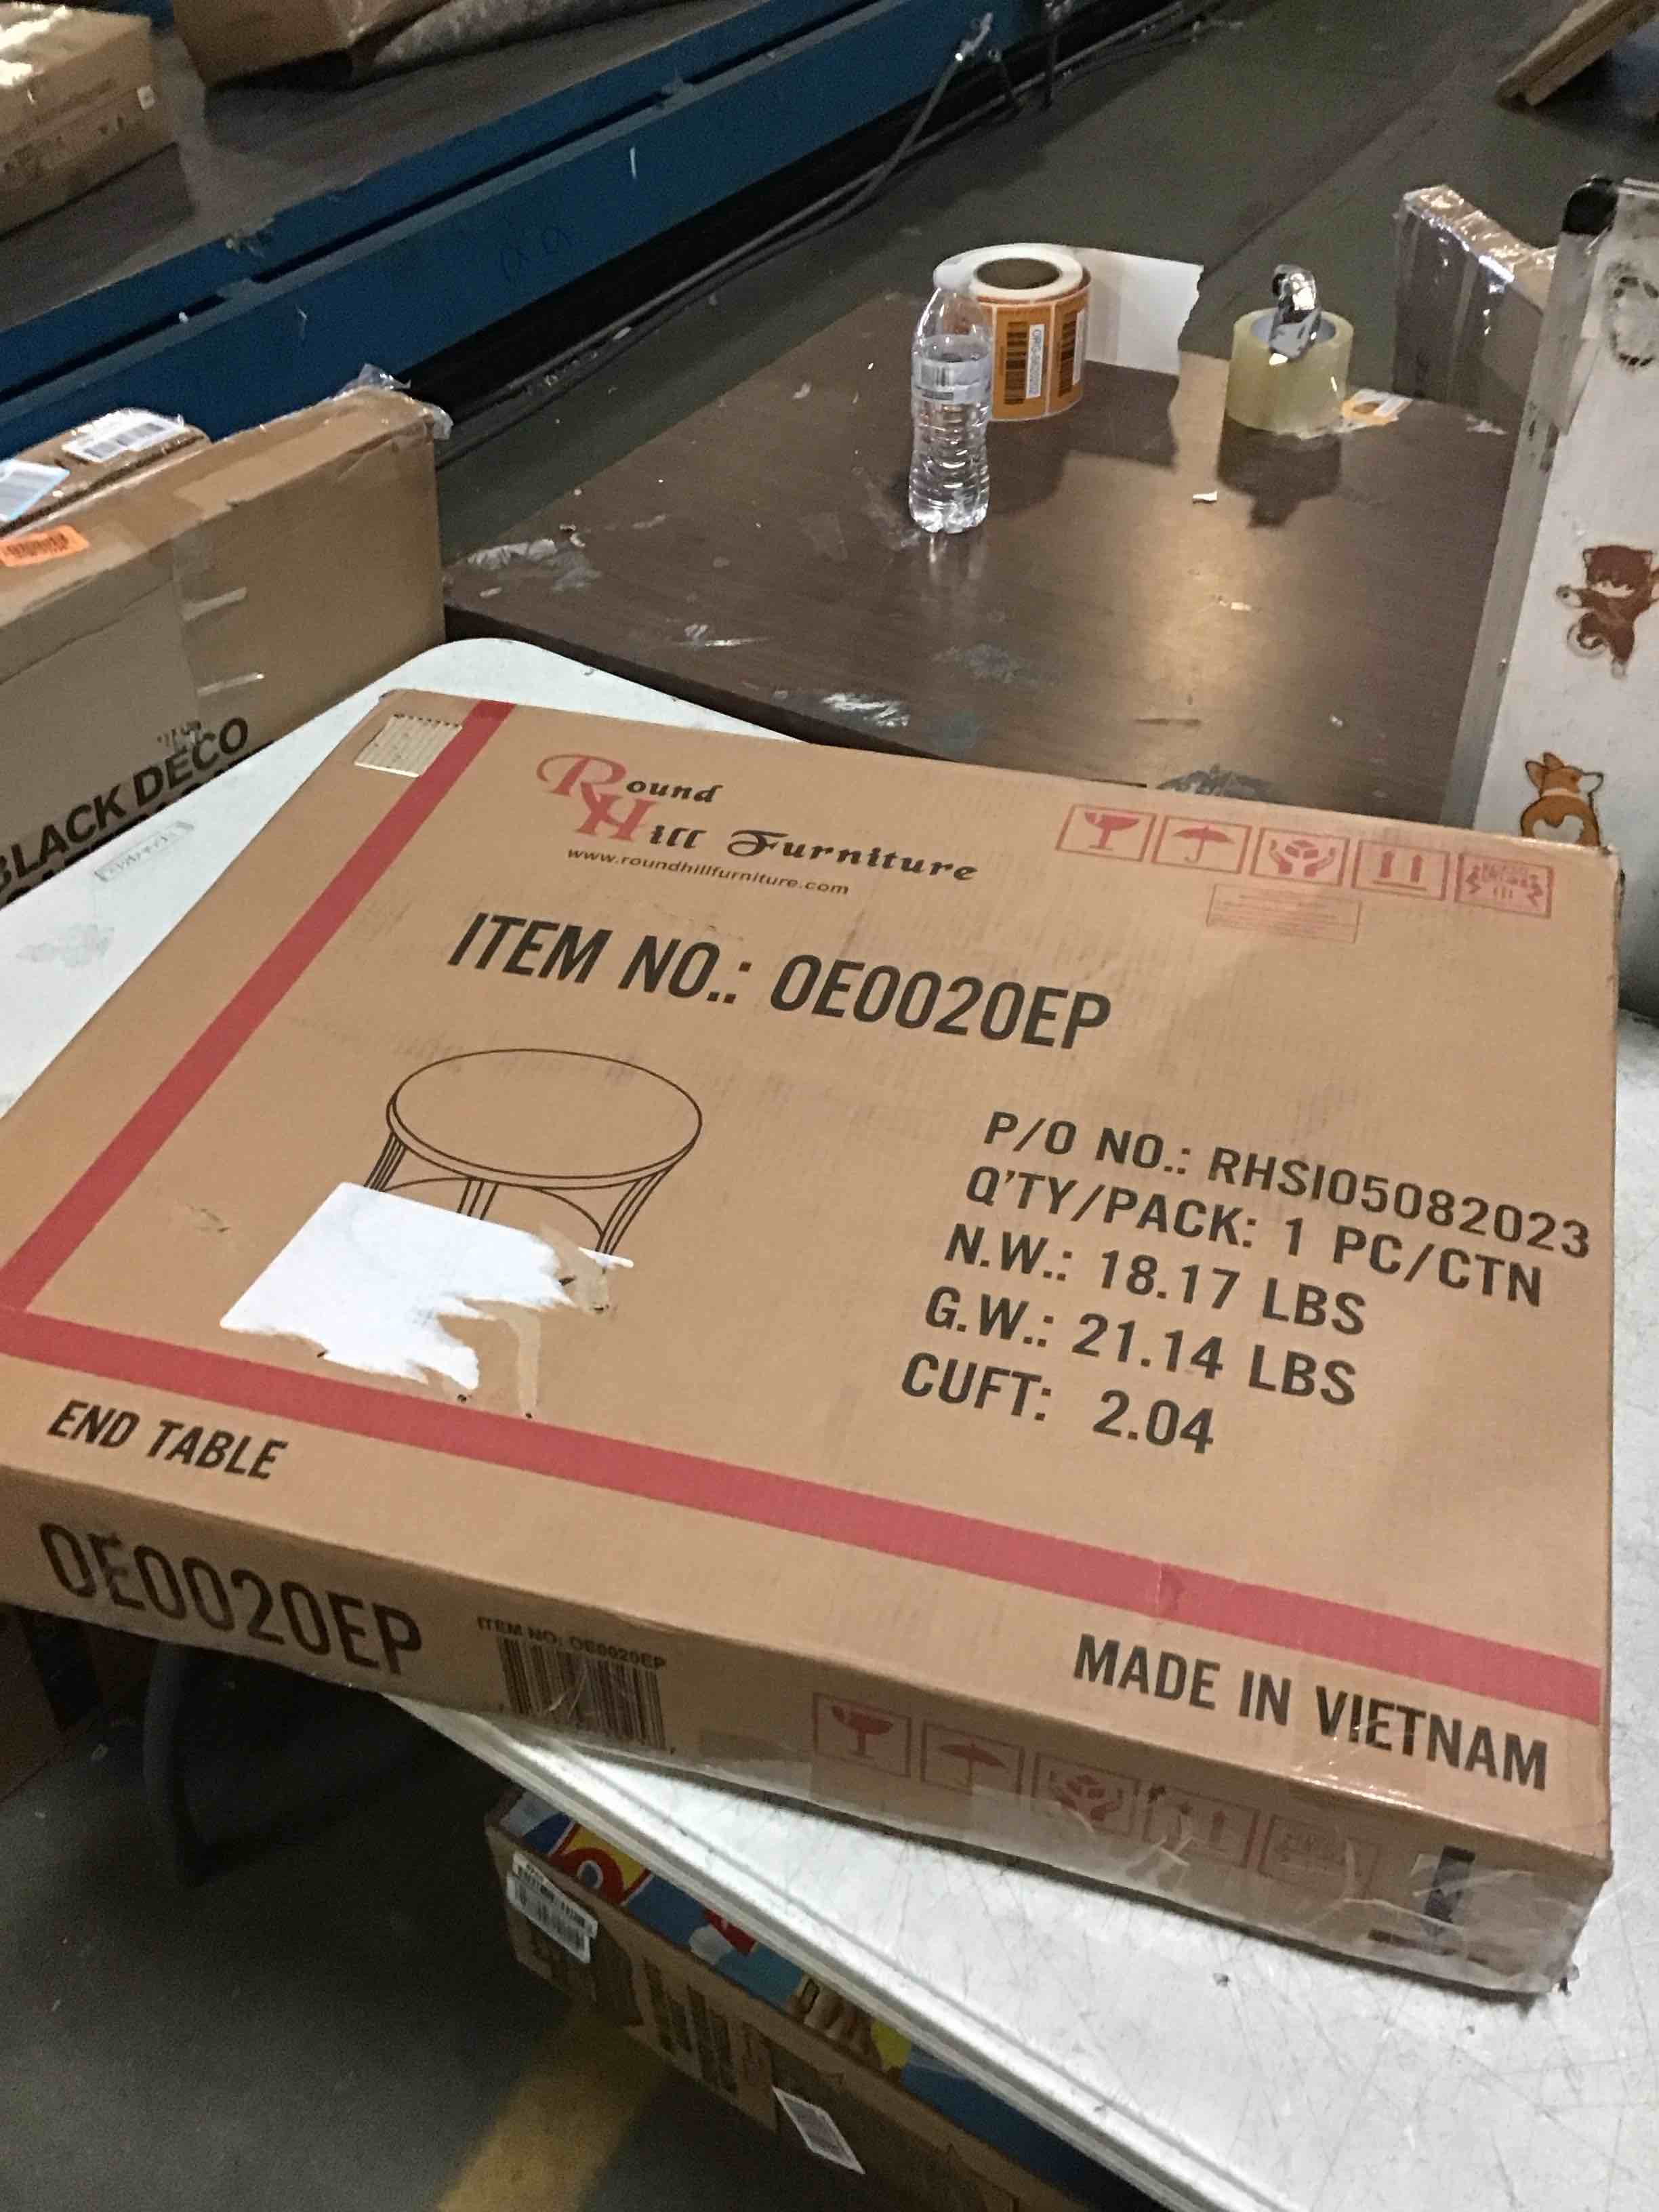 BLACK DECO
Round
Hill Furniture
www.roundhillfurniture.com
ITEM NO.: OE0020EP
P/O NO.: RHSI05082023
Q'TY/PACK: 1 PC/CTN
N.W.: 18.17 LBS
G.W.: 21.14 LBS
CUFT: 2.04
END TABLE
MADE IN VIETNAM
OE0020EP
ITEM NO: OE0020EP